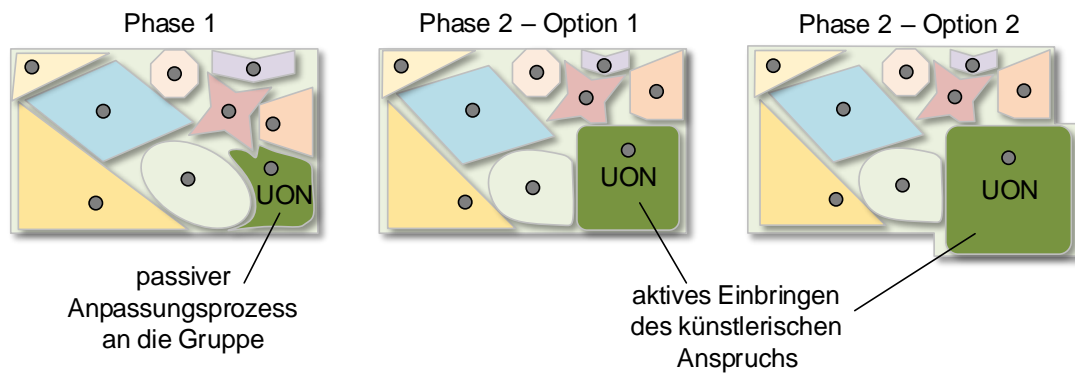 Phase 1
Phase 2 – Option 1
Phase 2 – Option 2
UON
UON
UON
passiver
Anpassungsprozess
an die Gruppe
aktives Einbringen
des künstlerischen
Anspruchs